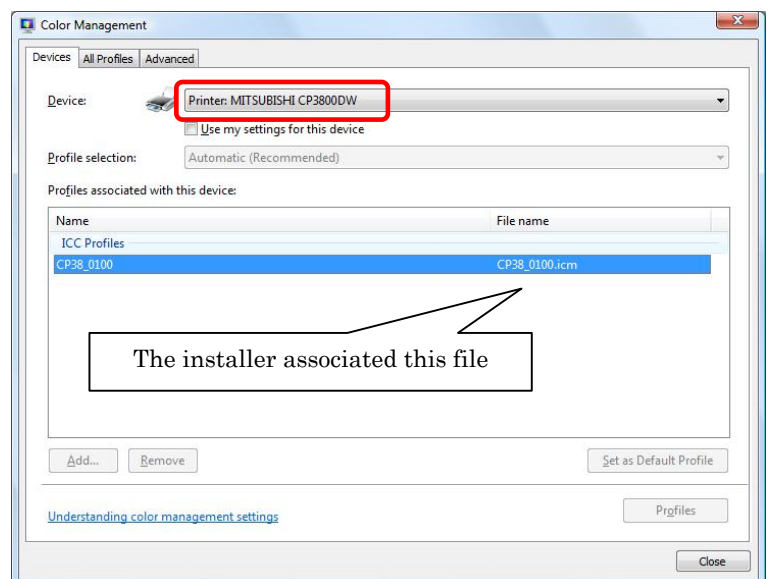 Color Management
Devices All Profiles Advanced
Device: Printer: MITSUBISHI CP3800DW
Use my settings for this device
Profile selection: Automatic (Recommended)
Profiles associated with this device:
Name File name
ICC Profiles
CP38_0100 CP38_0100.icm
The installer associated this file
Add... Remove Set as Default Profile
Understanding color management settings Profiles
Close